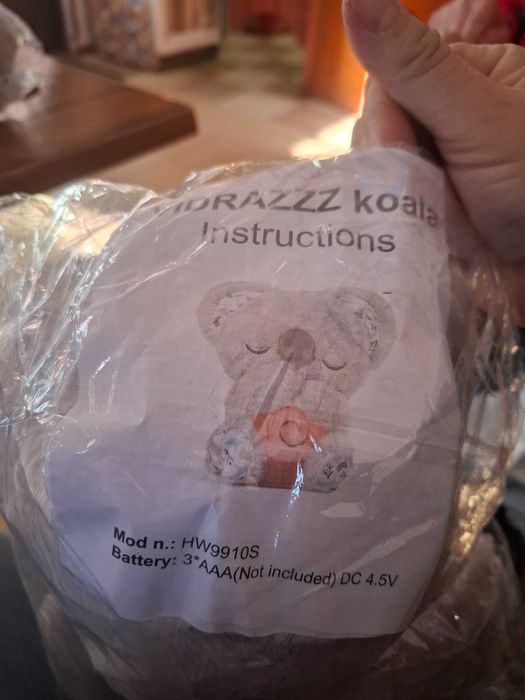 koala
Instructions
Mod n.: HW9910S
Battery: 3*AAA(Not included) DC 4.5V